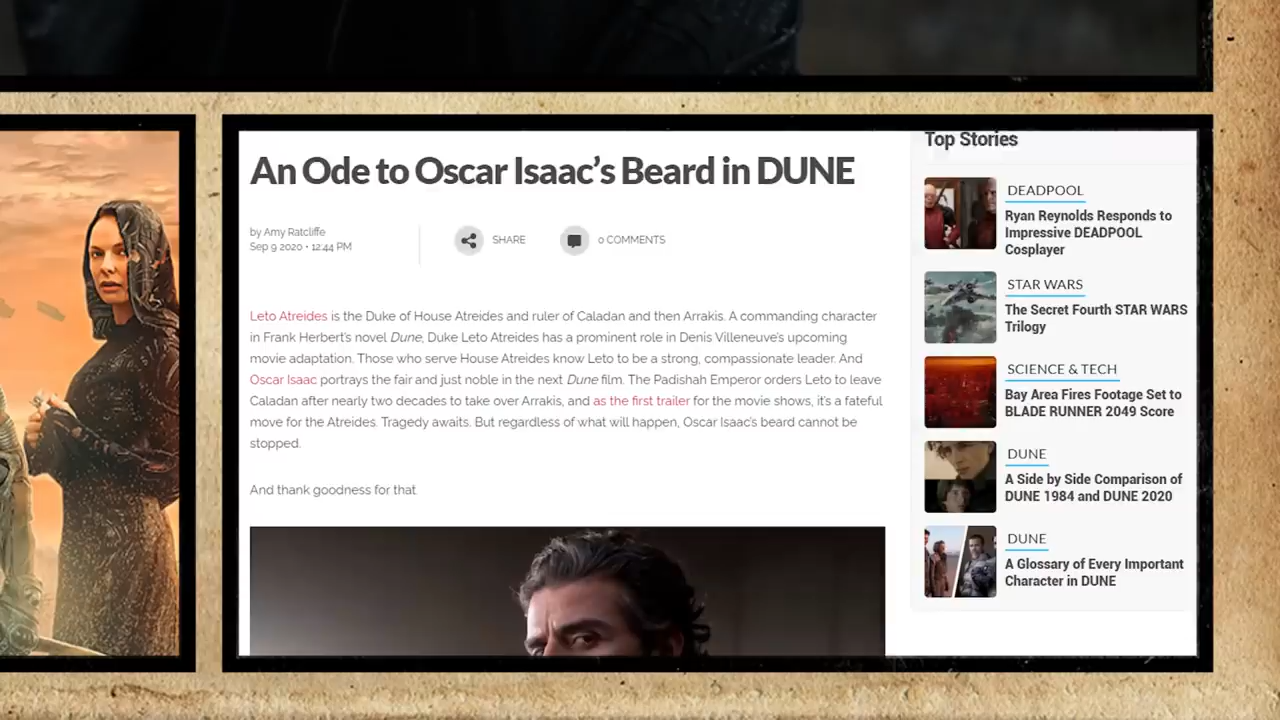 An Ode to Oscar Isaac's Beard in DUNE
by Amy Ratcliffe
Sep 9 2020 • 12:44 PM
SHARE
0 COMMENTS
Leto Atreides is the Duke of House Atreides and ruler of Caladan and then Arrakis. A commanding character
in Frank Herbert's novel Dune, Duke Leto Atreides has a prominent role in Denis Villeneuve's upcoming
movie adaptation. Those who serve House Atreides know Leto to be a strong, compassionate leader. And
Oscar Isaac portrays the fair and just noble in the next Dune film. The Padishah Emperor orders Leto to leave
Caladan after nearly two decades to take over Arrakis, and as the first trailer for the movie shows, it's a fateful
move for the Atreides. Tragedy awaits. But regardless of what will happen, Oscar Isaac's beard cannot be
stopped.
And thank goodness for that.
Top Stories
DEADPOOL
Ryan Reynolds Responds to
Impressive DEADPOOL
Cosplayer
STAR WARS
The Secret Fourth STAR WARS
Trilogy
SCIENCE & TECH
Bay Area Fires Footage Set to
BLADE RUNNER 2049 Score
DUNE
A Side by Side Comparison of
DUNE 1984 and DUNE 2020
DUNE
A Glossary of Every Important
Character in DUNE